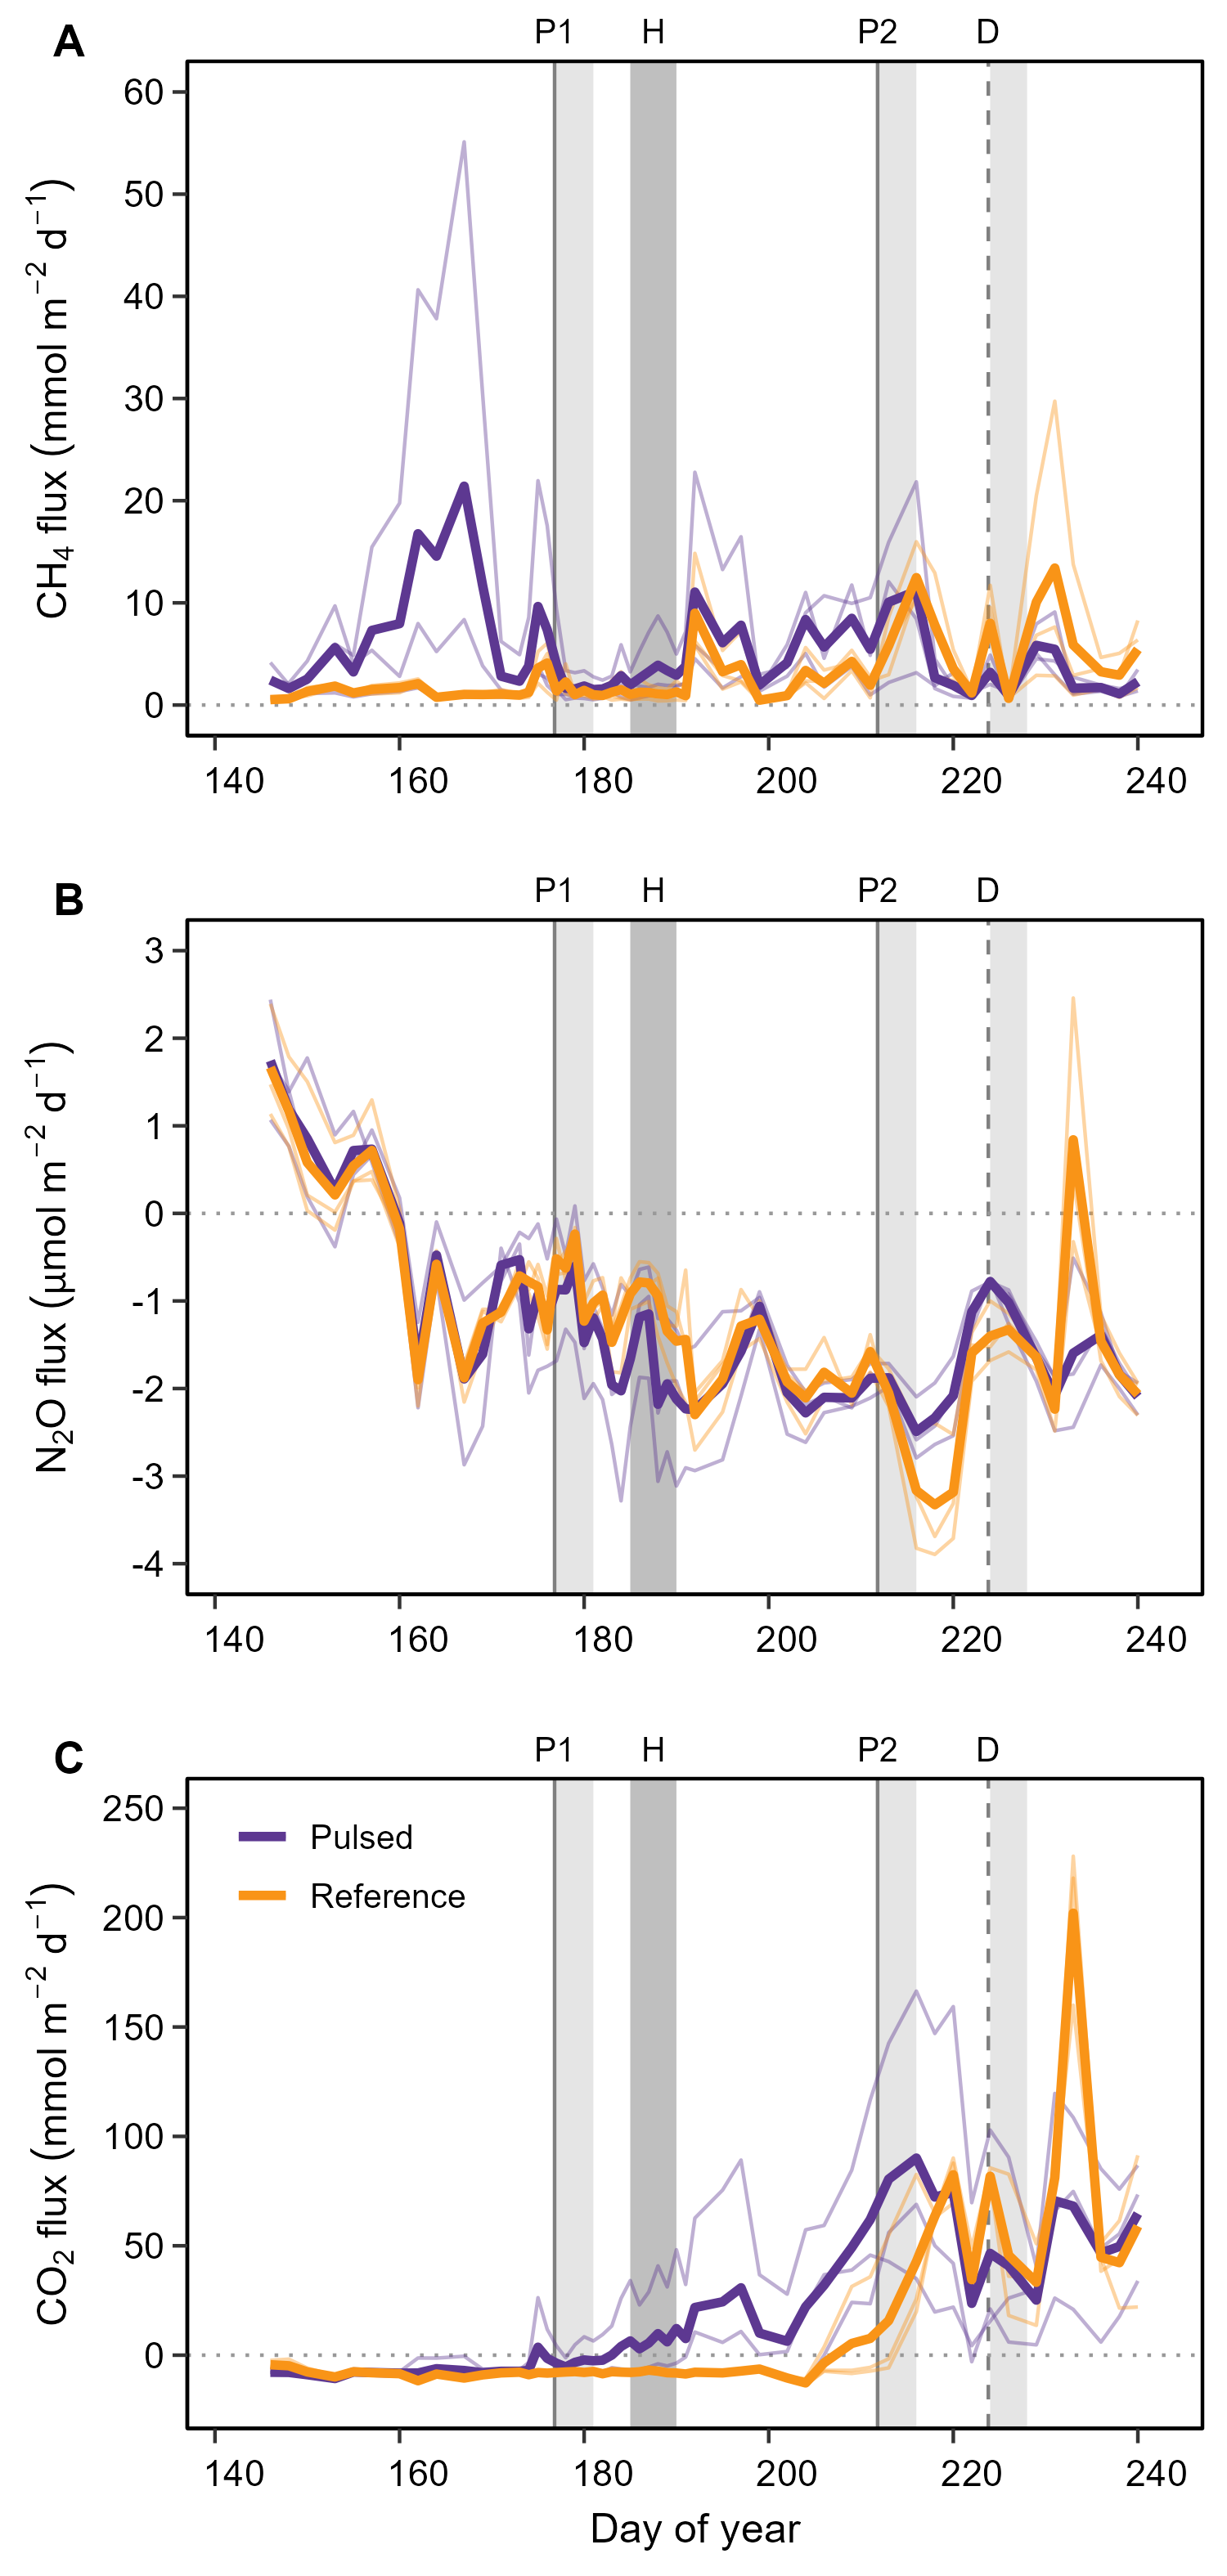 A
P1 H P2 D
CH₄ flux (mmol m⁻² d⁻¹)
60
50
40
30
20
10
0
140 160 180 200 220 240
B
P1 H P2 D
N₂O flux (μmol m⁻² d⁻¹)
3
2
1
0
-1
-2
-3
-4
140 160 180 200 220 240
C
P1 H P2 D
CO₂ flux (mmol m⁻² d⁻¹)
250
200
150
100
50
0
Pulsed
Reference
140 160 180 200 220 240
Day of year